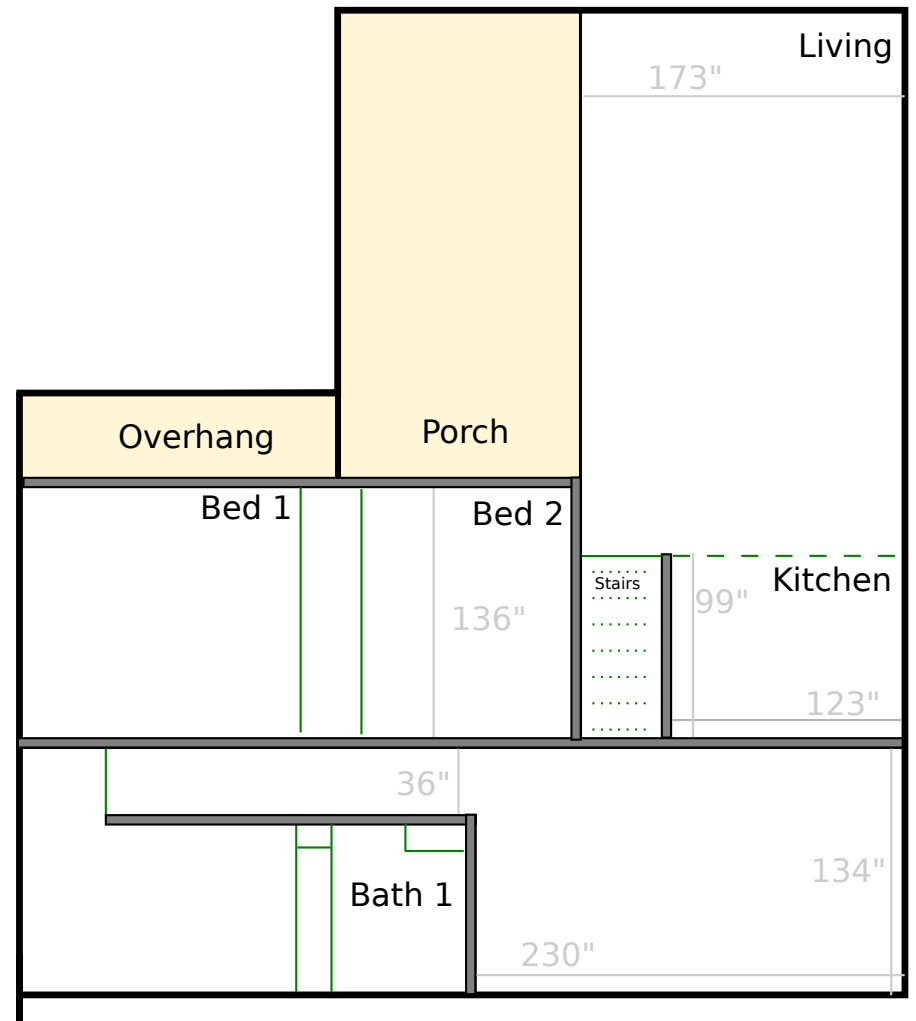 Living
173"
Overhang
Porch
Bed 1
Bed 2
Stairs
Kitchen
99"
136"
123"
36"
134"
Bath 1
230"